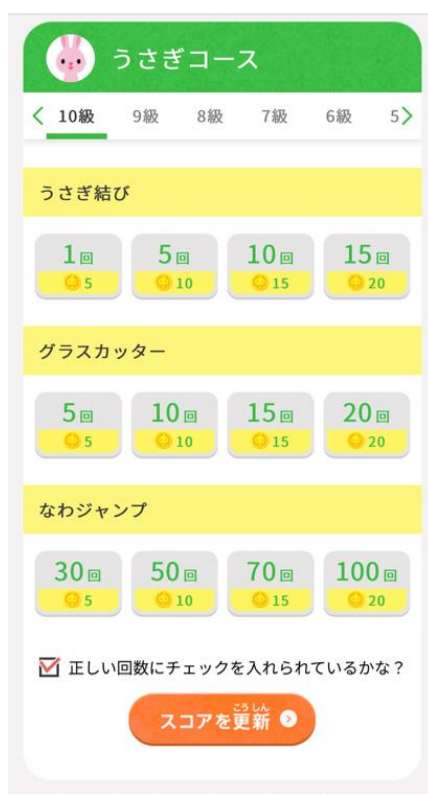 うさぎコース
10級 9級 8級 7級 6級 5
うさぎ結び
1回 5回 10回 15回
5 10 15 20
グラスカッター
5回 10回 15回 20回
5 10 15 20
なわジャンプ
30回 50回 70回 100回
5 10 15 20
正しい回数にチェックを入れられているかな？
こうしん
スコアを更新